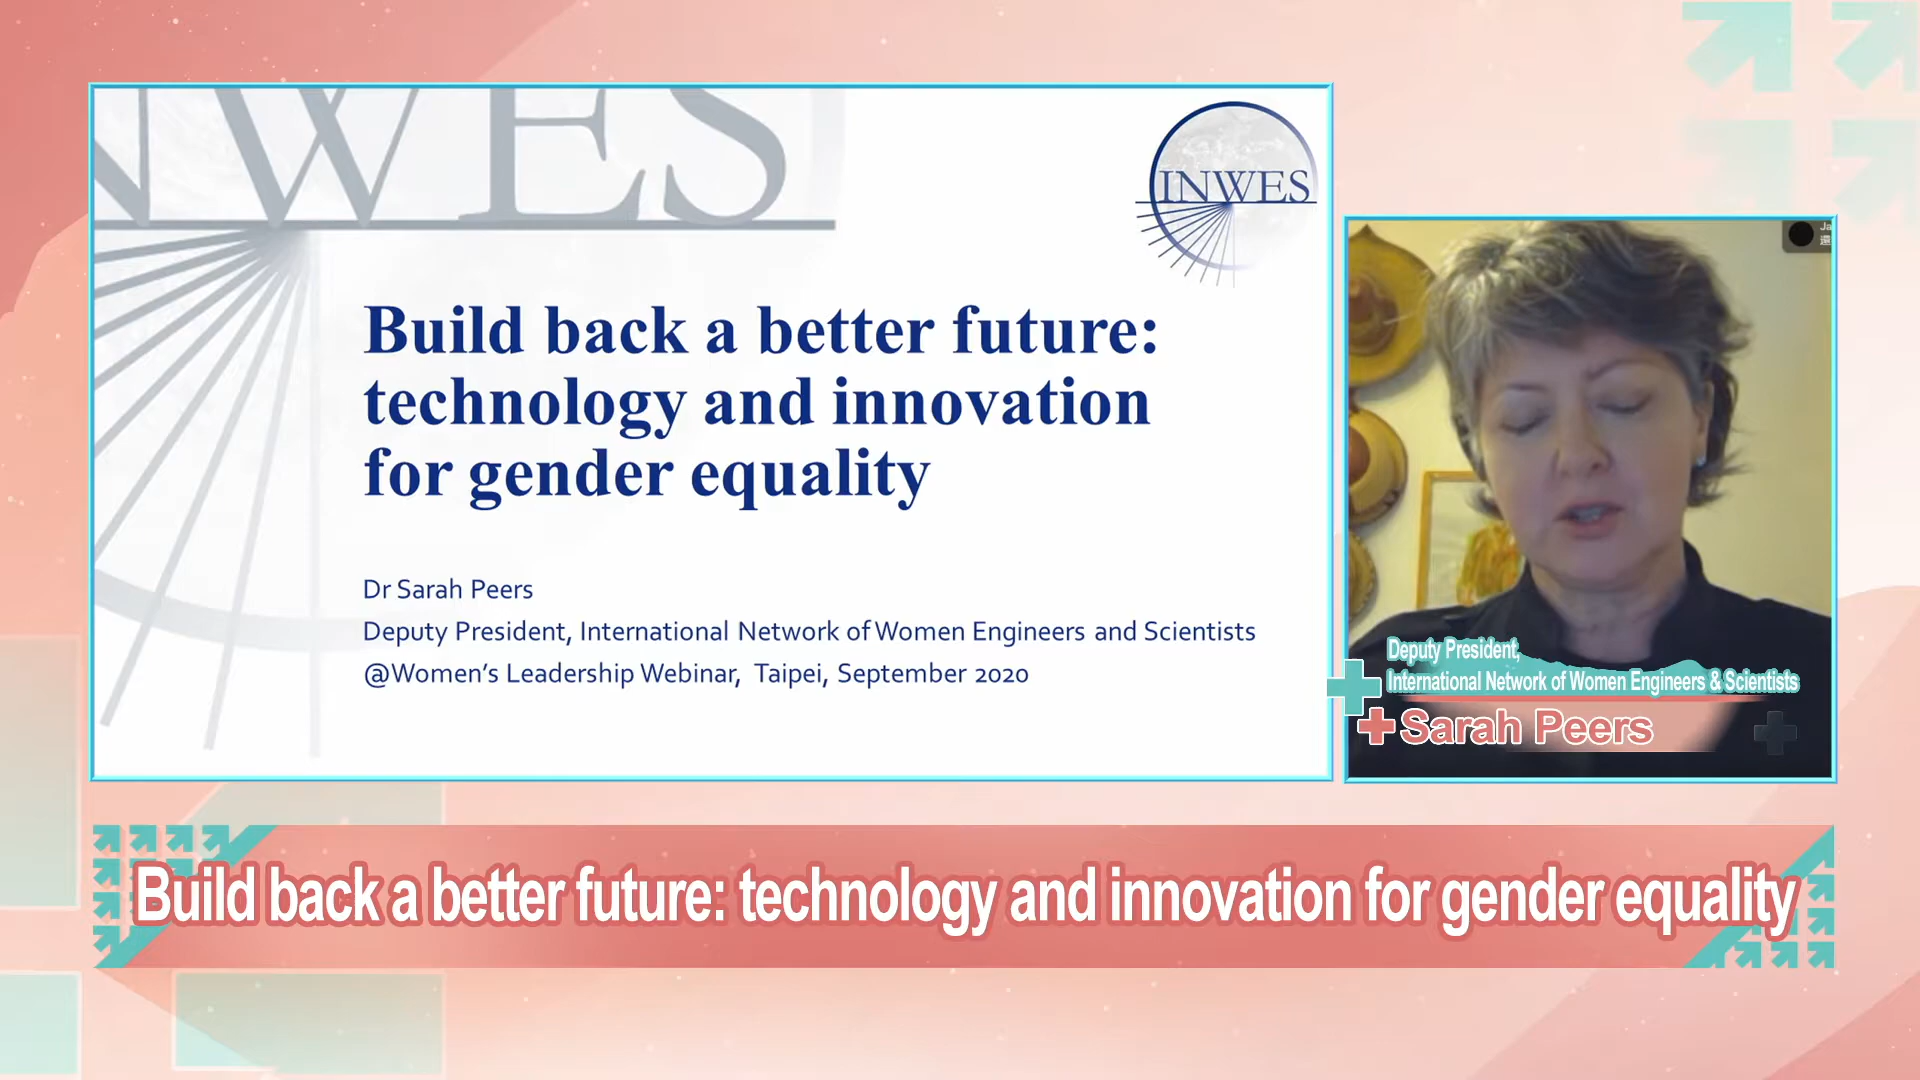 NWES
INWES
Build back a better future:
technology and innovation
for gender equality
Dr Sarah Peers
Deputy President, International Network of Women Engineers and Scientists
@Women's Leadership Webinar, Taipei, September 2020
Deputy President,
International Network of Women Engineers & Scientists
Sarah Peers
Build back a better future: technology and innovation for gender equality